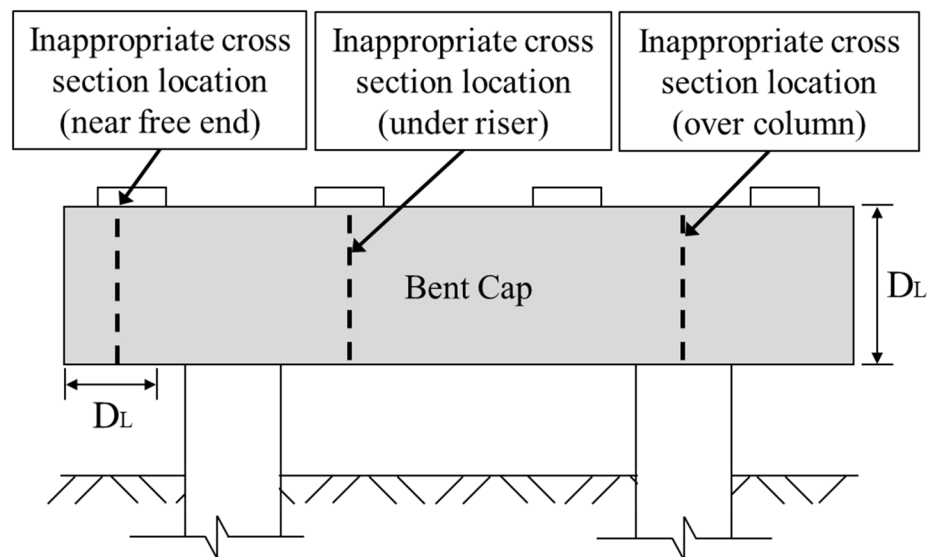 Inappropriate cross
section location
(near free end)
Inappropriate cross
section location
(under riser)
Inappropriate cross
section location
(over column)
Bent Cap
DL
DL